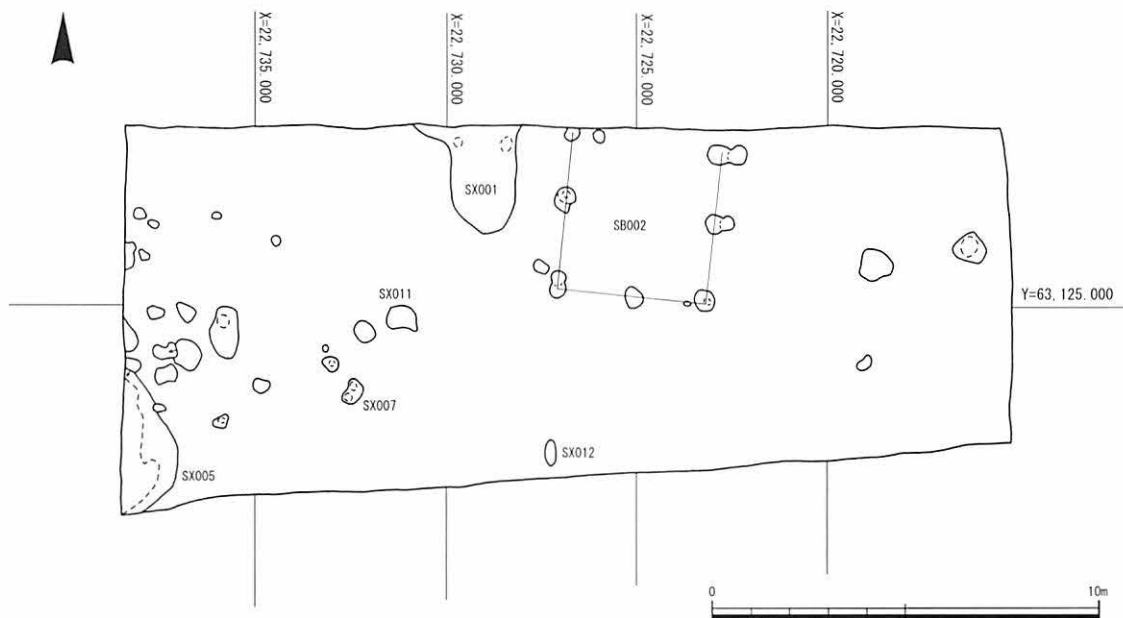 X=22, 735. 000
X=22, 730. 000
X=22, 725. 000
X=22, 720. 000
SX001
SB002
SX011
Y=63, 125. 000
SX007
SX012
SX005
0
10m